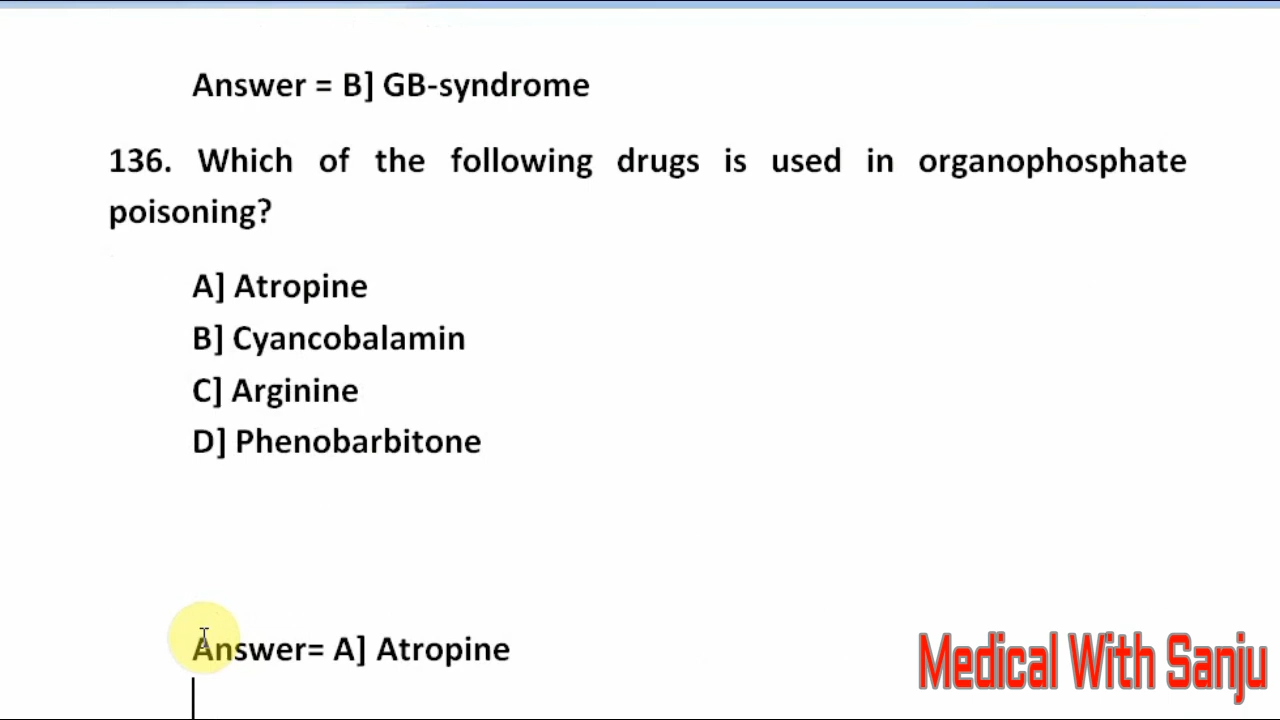 Answer = B] GB-syndrome
136. Which of the following drugs is used in organophosphate
poisoning?
A] Atropine
B] Cyancobalamin
C] Arginine
D] Phenobarbitone
Answer= A] Atropine
Medical With Sanju